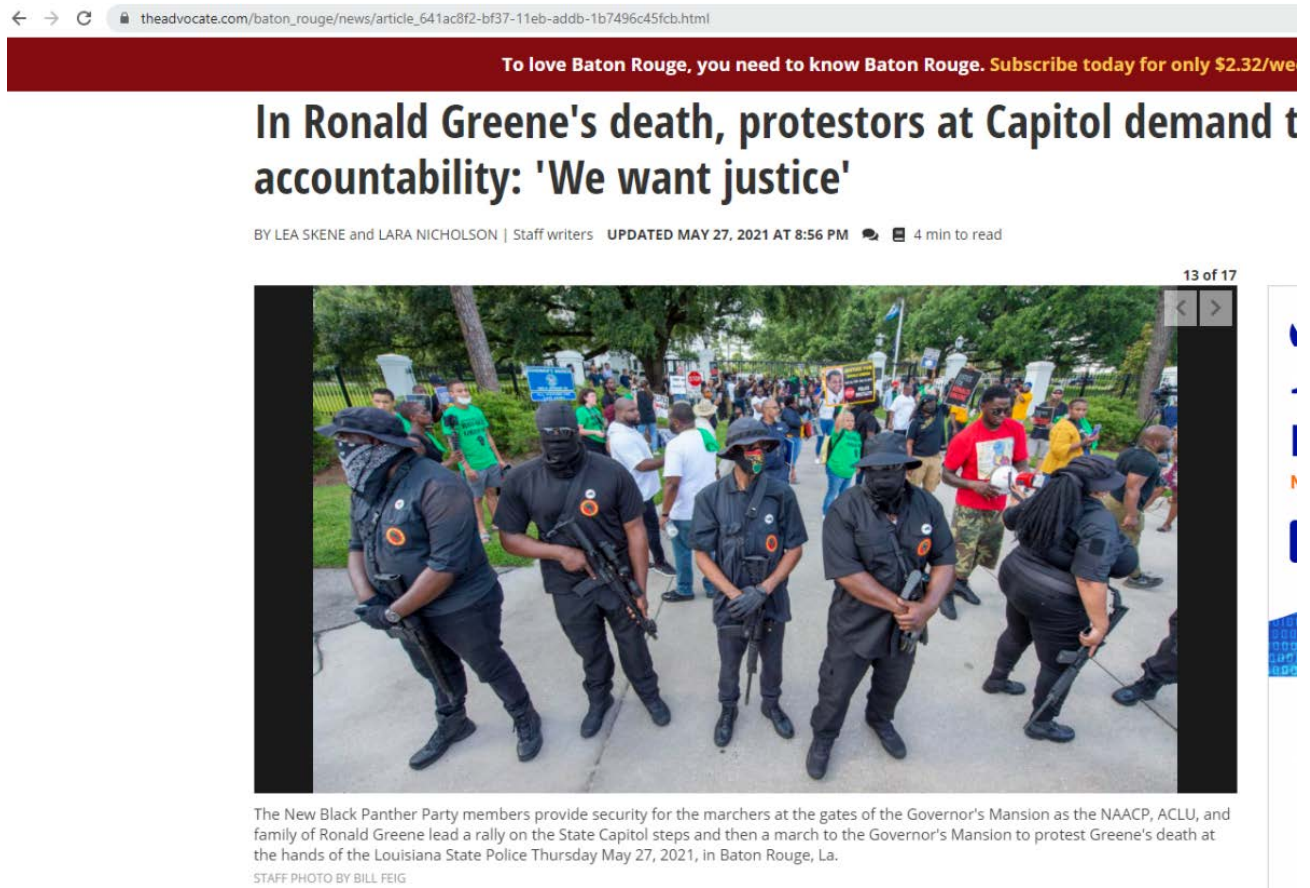 theadvocate.com/baton_rouge/news/article_641ac8f2-bf37-11eb-addb-1b7496c45fcb.html
To love Baton Rouge, you need to know Baton Rouge. Subscribe today for only $2.32/we
In Ronald Greene's death, protestors at Capitol demand t
accountability: 'We want justice'
BY LEA SKENE and LARA NICHOLSON | Staff writers UPDATED MAY 27, 2021 AT 8:56 PM 4 min to read
13 of 17
The New Black Panther Party members provide security for the marchers at the gates of the Governor's Mansion as the NAACP, ACLU, and
family of Ronald Greene lead a rally on the State Capitol steps and then a march to the Governor's Mansion to protest Greene's death at
the hands of the Louisiana State Police Thursday May 27, 2021, in Baton Rouge, La.
STAFF PHOTO BY BILL FEIG